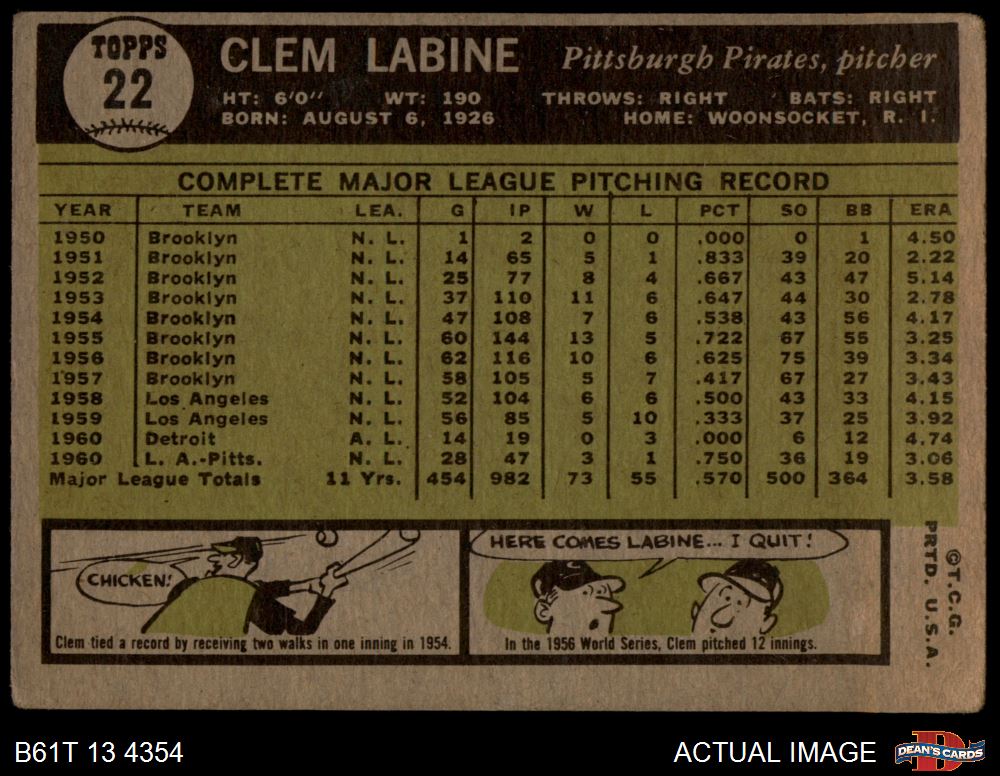 TOPPS
22
CLEM LABINE Pittsburgh Pirates, pitcher
HT: 6'0" WT: 190 THROWS: RIGHT BATS: RIGHT
BORN: AUGUST 6, 1926 HOME: WOONSOCKET, R. I.
COMPLETE MAJOR LEAGUE PITCHING RECORD
YEAR TEAM LEA. G IP W L PCT SO BB ERA
1950 Brooklyn N. L. 1 2 0 0 .000 0 1 4.50
1951 Brooklyn N. L. 14 65 5 1 .833 39 20 2.22
1952 Brooklyn N. L. 25 77 8 4 .667 43 47 5.14
1953 Brooklyn N. L. 37 110 11 6 .647 44 30 2.78
1954 Brooklyn N. L. 47 108 7 6 .538 43 56 4.17
1955 Brooklyn N. L. 60 144 13 5 .722 67 55 3.25
1956 Brooklyn N. L. 62 116 10 6 .625 75 39 3.34
1957 Brooklyn N. L. 58 105 5 7 .417 67 27 3.43
1958 Los Angeles N. L. 52 104 6 6 .500 43 33 4.15
1959 Los Angeles N. L. 56 85 5 10 .333 37 25 3.92
1960 Detroit A. L. 14 19 0 3 .000 6 12 4.74
1960 L. A.-Pitts. N. L. 28 47 3 1 .750 36 19 3.06
Major League Totals 11 Yrs. 454 982 73 55 .570 500 364 3.58
CHICKEN!
Clem tied a record by receiving two walks in one inning in 1954.
HERE COMES LABINE... I QUIT!
In the 1956 World Series, Clem pitched 12 innings.
©T.C.G.
PRTD. U.S.A.
B61T 13 4354
ACTUAL IMAGE
DEAN'S CARDS